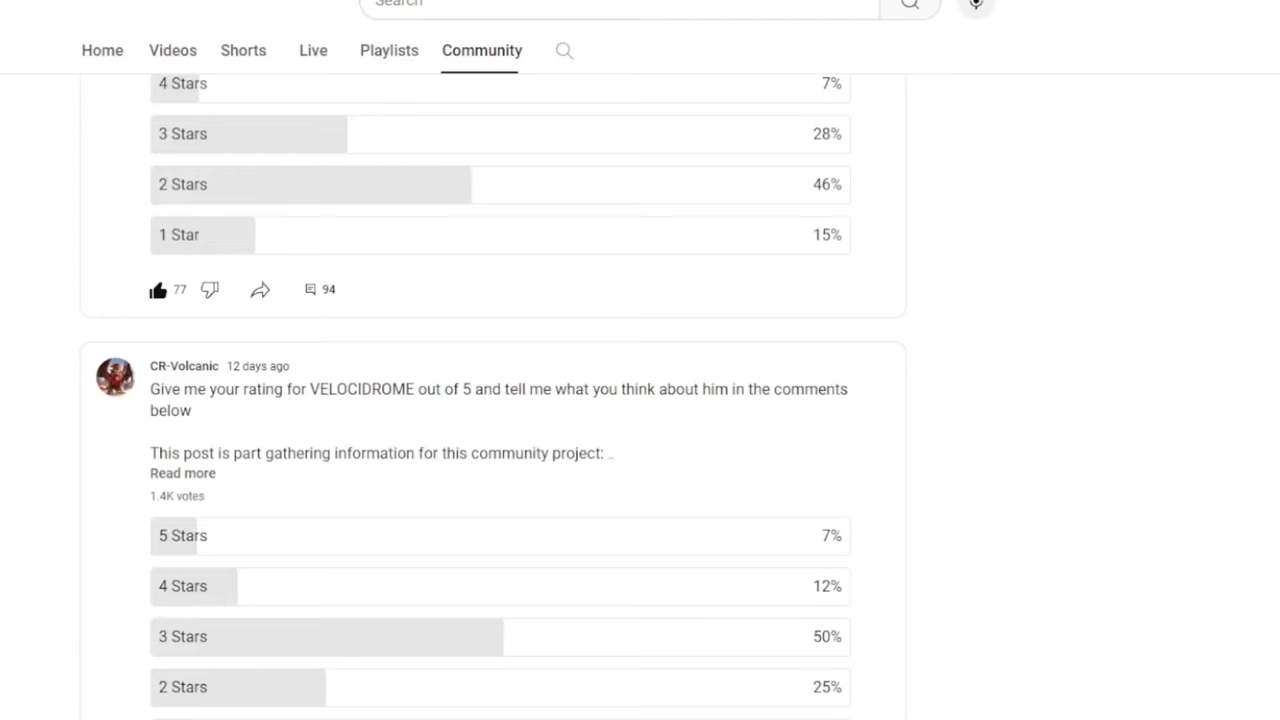 Search
Home Videos Shorts Live Playlists Community
4 Stars 7%
3 Stars 28%
2 Stars 46%
1 Star 15%
77 94
CR-Volcanic 12 days ago
Give me your rating for VELOCIDROME out of 5 and tell me what you think about him in the comments
below
This post is part gathering information for this community project: ..
Read more
1.4K votes
5 Stars 7%
4 Stars 12%
3 Stars 50%
2 Stars 25%